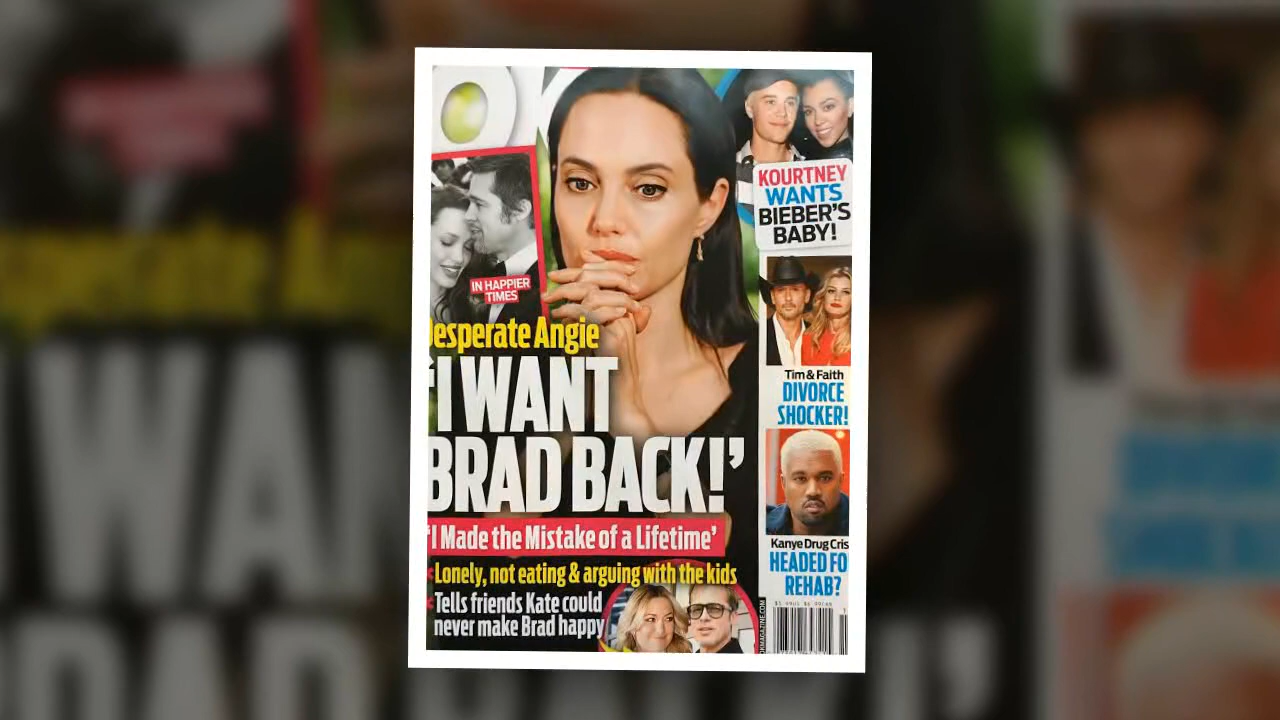 OK
IN HAPPIER
TIMES
KOURTNEY
WANTS
BIEBER'S
BABY!
Desperate Angie
'I WANT
BRAD BACK!'
'I Made the Mistake of a Lifetime'
Lonely, not eating & arguing with the kids
Tells friends Kate could
never make Brad happy
Tim & Faith
DIVORCE
SHOCKER!
Kanye Drug Cris
HEADED FO
REHAB?